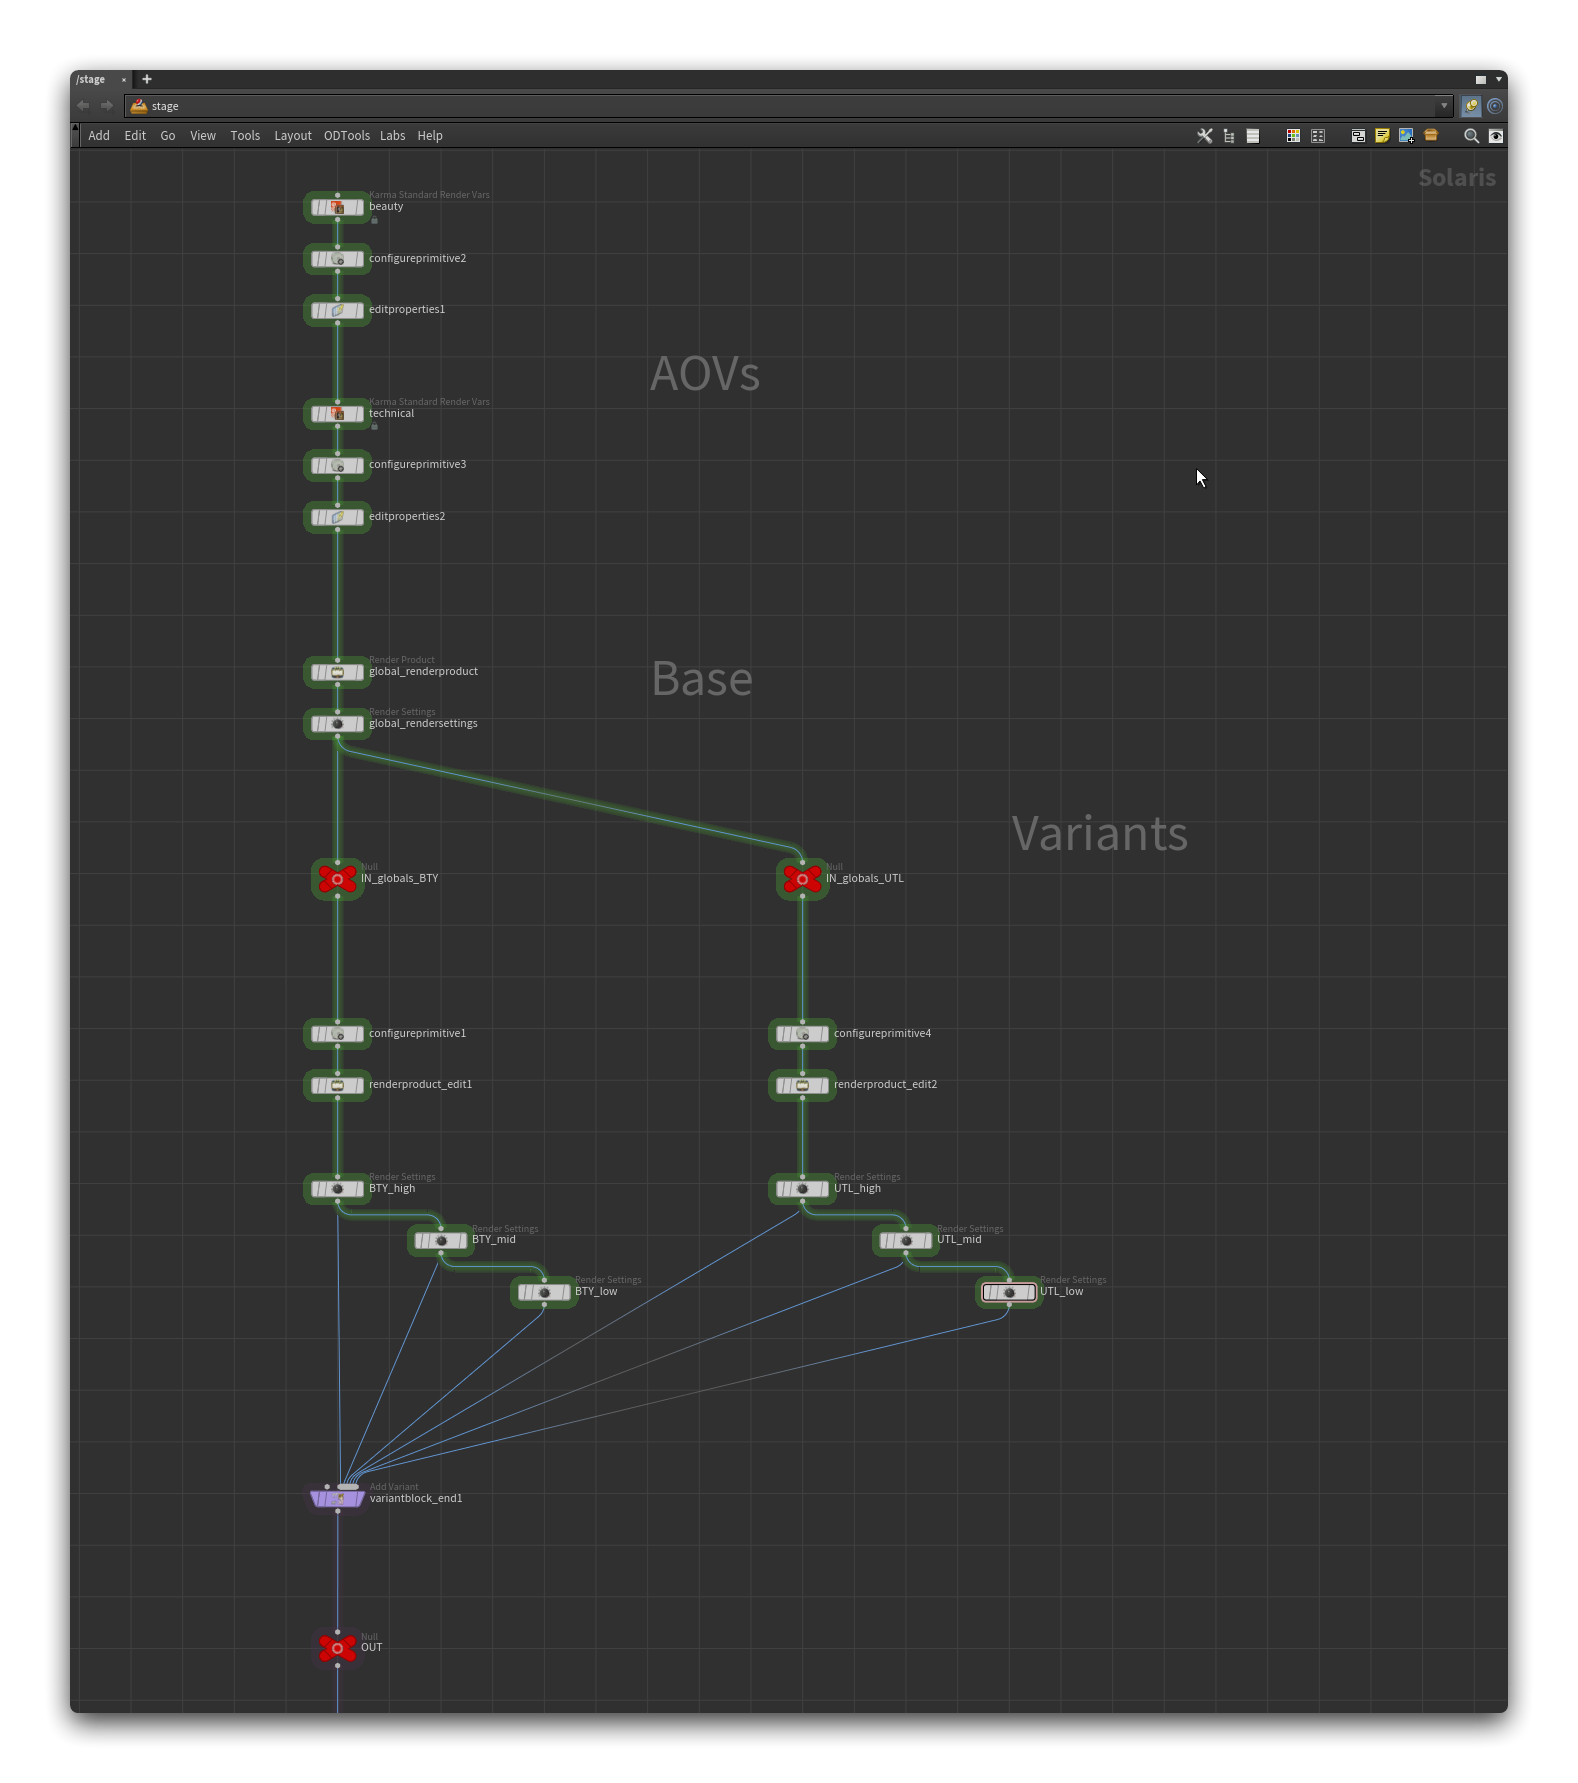 /stage
stage
Add Edit Go View Tools Layout ODTools Labs Help
Solaris
Karma Standard Render Vars
beauty
configureprimitive2
editproperties1
AOVs
Karma Standard Render Vars
technical
configureprimitive3
editproperties2
Render Product
global_renderproduct
Base
Render Settings
global_rendersettings
Variants
Null
IN_globals_BTY
Null
IN_globals_UTL
configureprimitive1
configureprimitive4
renderproduct_edit1
renderproduct_edit2
Render Settings
BTY_high
Render Settings
UTL_high
Render Settings
BTY_mid
Render Settings
UTL_mid
Render Settings
BTY_low
Render Settings
UTL_low
Add Variant
variantblock_end1
Null
OUT